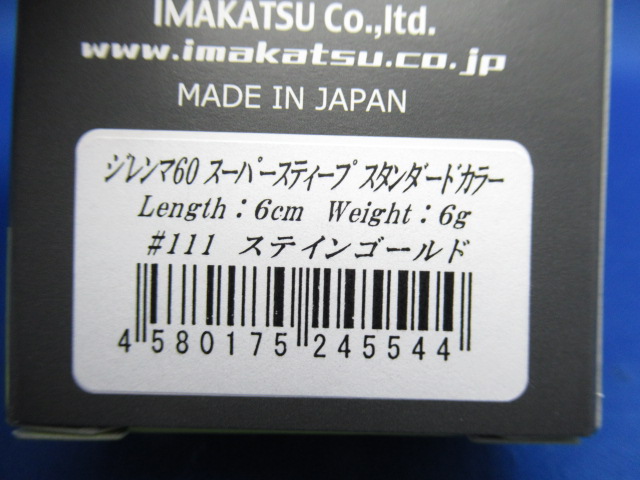 IMAKATSU Co.,ltd.
www.imakatsu.co.jp
MADE IN JAPAN
ジレンマ60 スーパースティープ スタンダードカラー
Length：6cm Weight：6g
#111 ステインゴールド
4 580175 245544